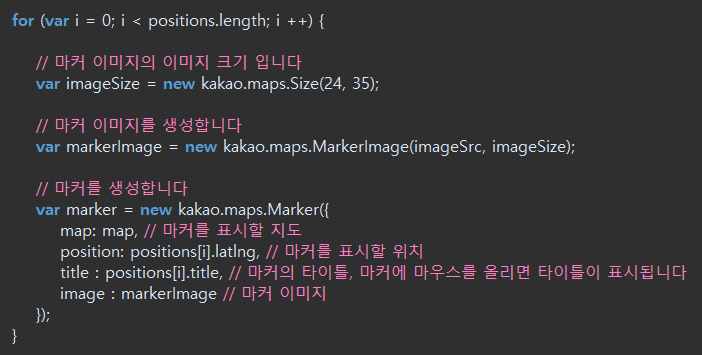 for (var i = 0; i < positions.length; i ++) {
// 마커 이미지의 이미지 크기 입니다
var imageSize = new kakao.maps.Size(24, 35);
// 마커 이미지를 생성합니다
var markerImage = new kakao.maps.MarkerImage(imageSrc, imageSize);
// 마커를 생성합니다
var marker = new kakao.maps.Marker({
map: map, // 마커를 표시할 지도
position: positions[i].latlng, // 마커를 표시할 위치
title : positions[i].title, // 마커의 타이틀, 마커에 마우스를 올리면 타이틀이 표시됩니다
image : markerImage // 마커 이미지
});
}